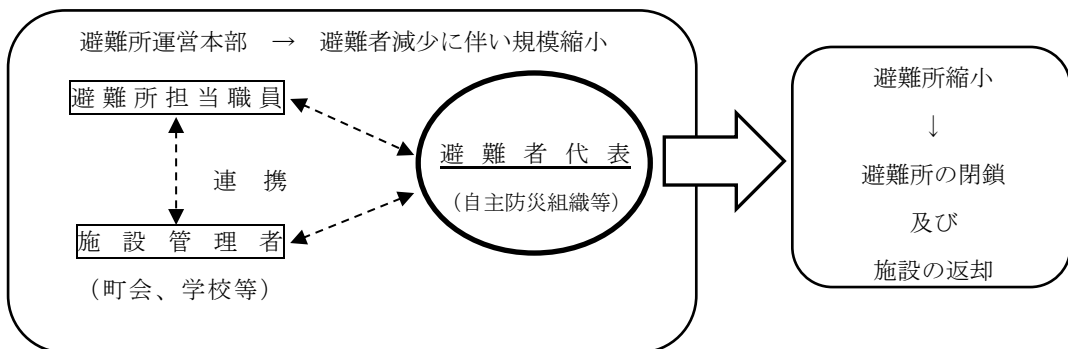 避難所運営本部 → 避難者減少に伴い規模縮小
避難所担当職員
連携
施設管理者
（町会、学校等）
避難者代表
（自主防災組織等）
避難所縮小
↓
避難所の閉鎖
及び
施設の返却